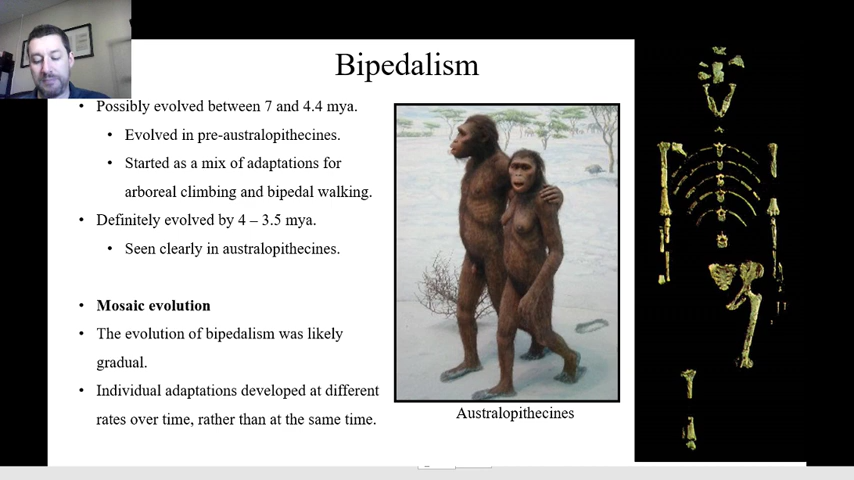 Bipedalism
• Possibly evolved between 7 and 4.4 mya.
• Evolved in pre-australopithecines.
• Started as a mix of adaptations for
arboreal climbing and bipedal walking.
• Definitely evolved by 4 – 3.5 mya.
• Seen clearly in australopithecines.
• Mosaic evolution
• The evolution of bipedalism was likely
gradual.
• Individual adaptations developed at different
rates over time, rather than at the same time.
Australopithecines